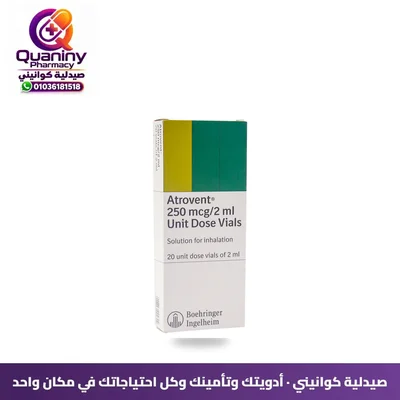 Quaniny
Pharmacy
صيدلية كوانيني
01036181518
Atrovent®
250 mcg/2 ml
Unit Dose Vials
Solution for inhalation
20 unit dose vials of 2 ml
Boehringer
Ingelheim
صيدلية كوانيني - أدويتك وتأمينك وكل احتياجاتك في مكان واحد